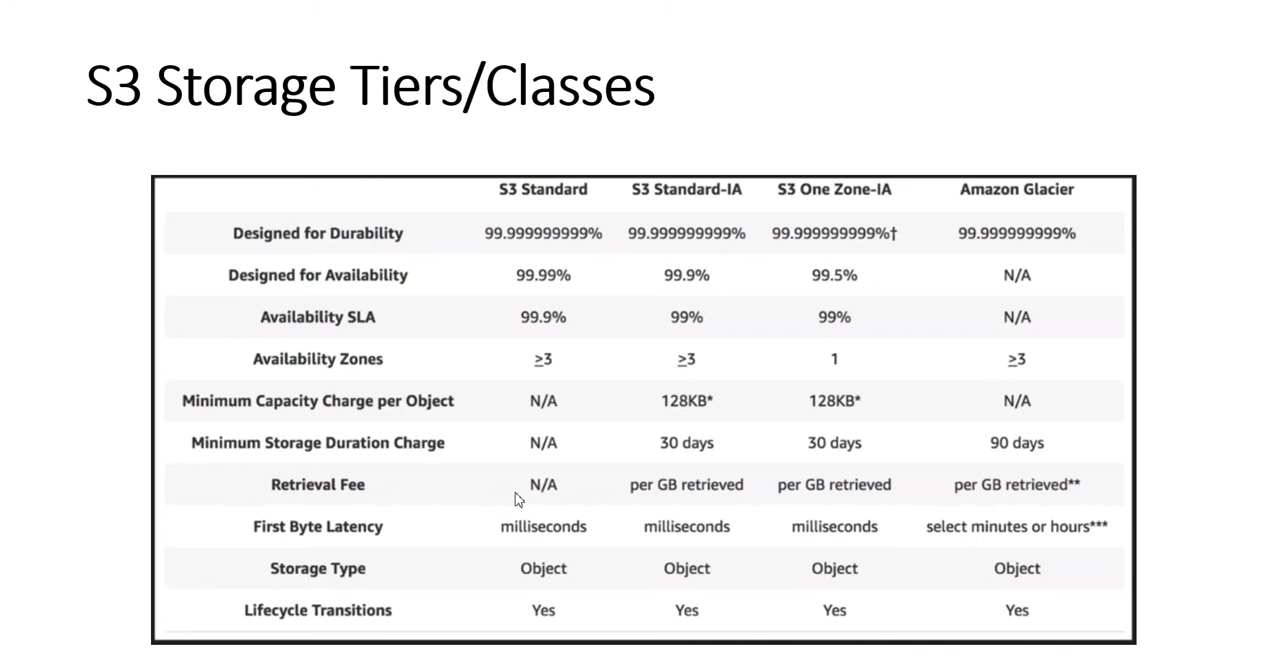 S3 Storage Tiers/Classes
S3 Standard S3 Standard-IA S3 One Zone-IA Amazon Glacier
Designed for Durability 99.999999999% 99.999999999% 99.999999999%† 99.999999999%
Designed for Availability 99.99% 99.9% 99.5% N/A
Availability SLA 99.9% 99% 99% N/A
Availability Zones ≥3 ≥3 1 ≥3
Minimum Capacity Charge per Object N/A 128KB* 128KB* N/A
Minimum Storage Duration Charge N/A 30 days 30 days 90 days
Retrieval Fee N/A per GB retrieved per GB retrieved per GB retrieved**
First Byte Latency milliseconds milliseconds milliseconds select minutes or hours***
Storage Type Object Object Object Object
Lifecycle Transitions Yes Yes Yes Yes